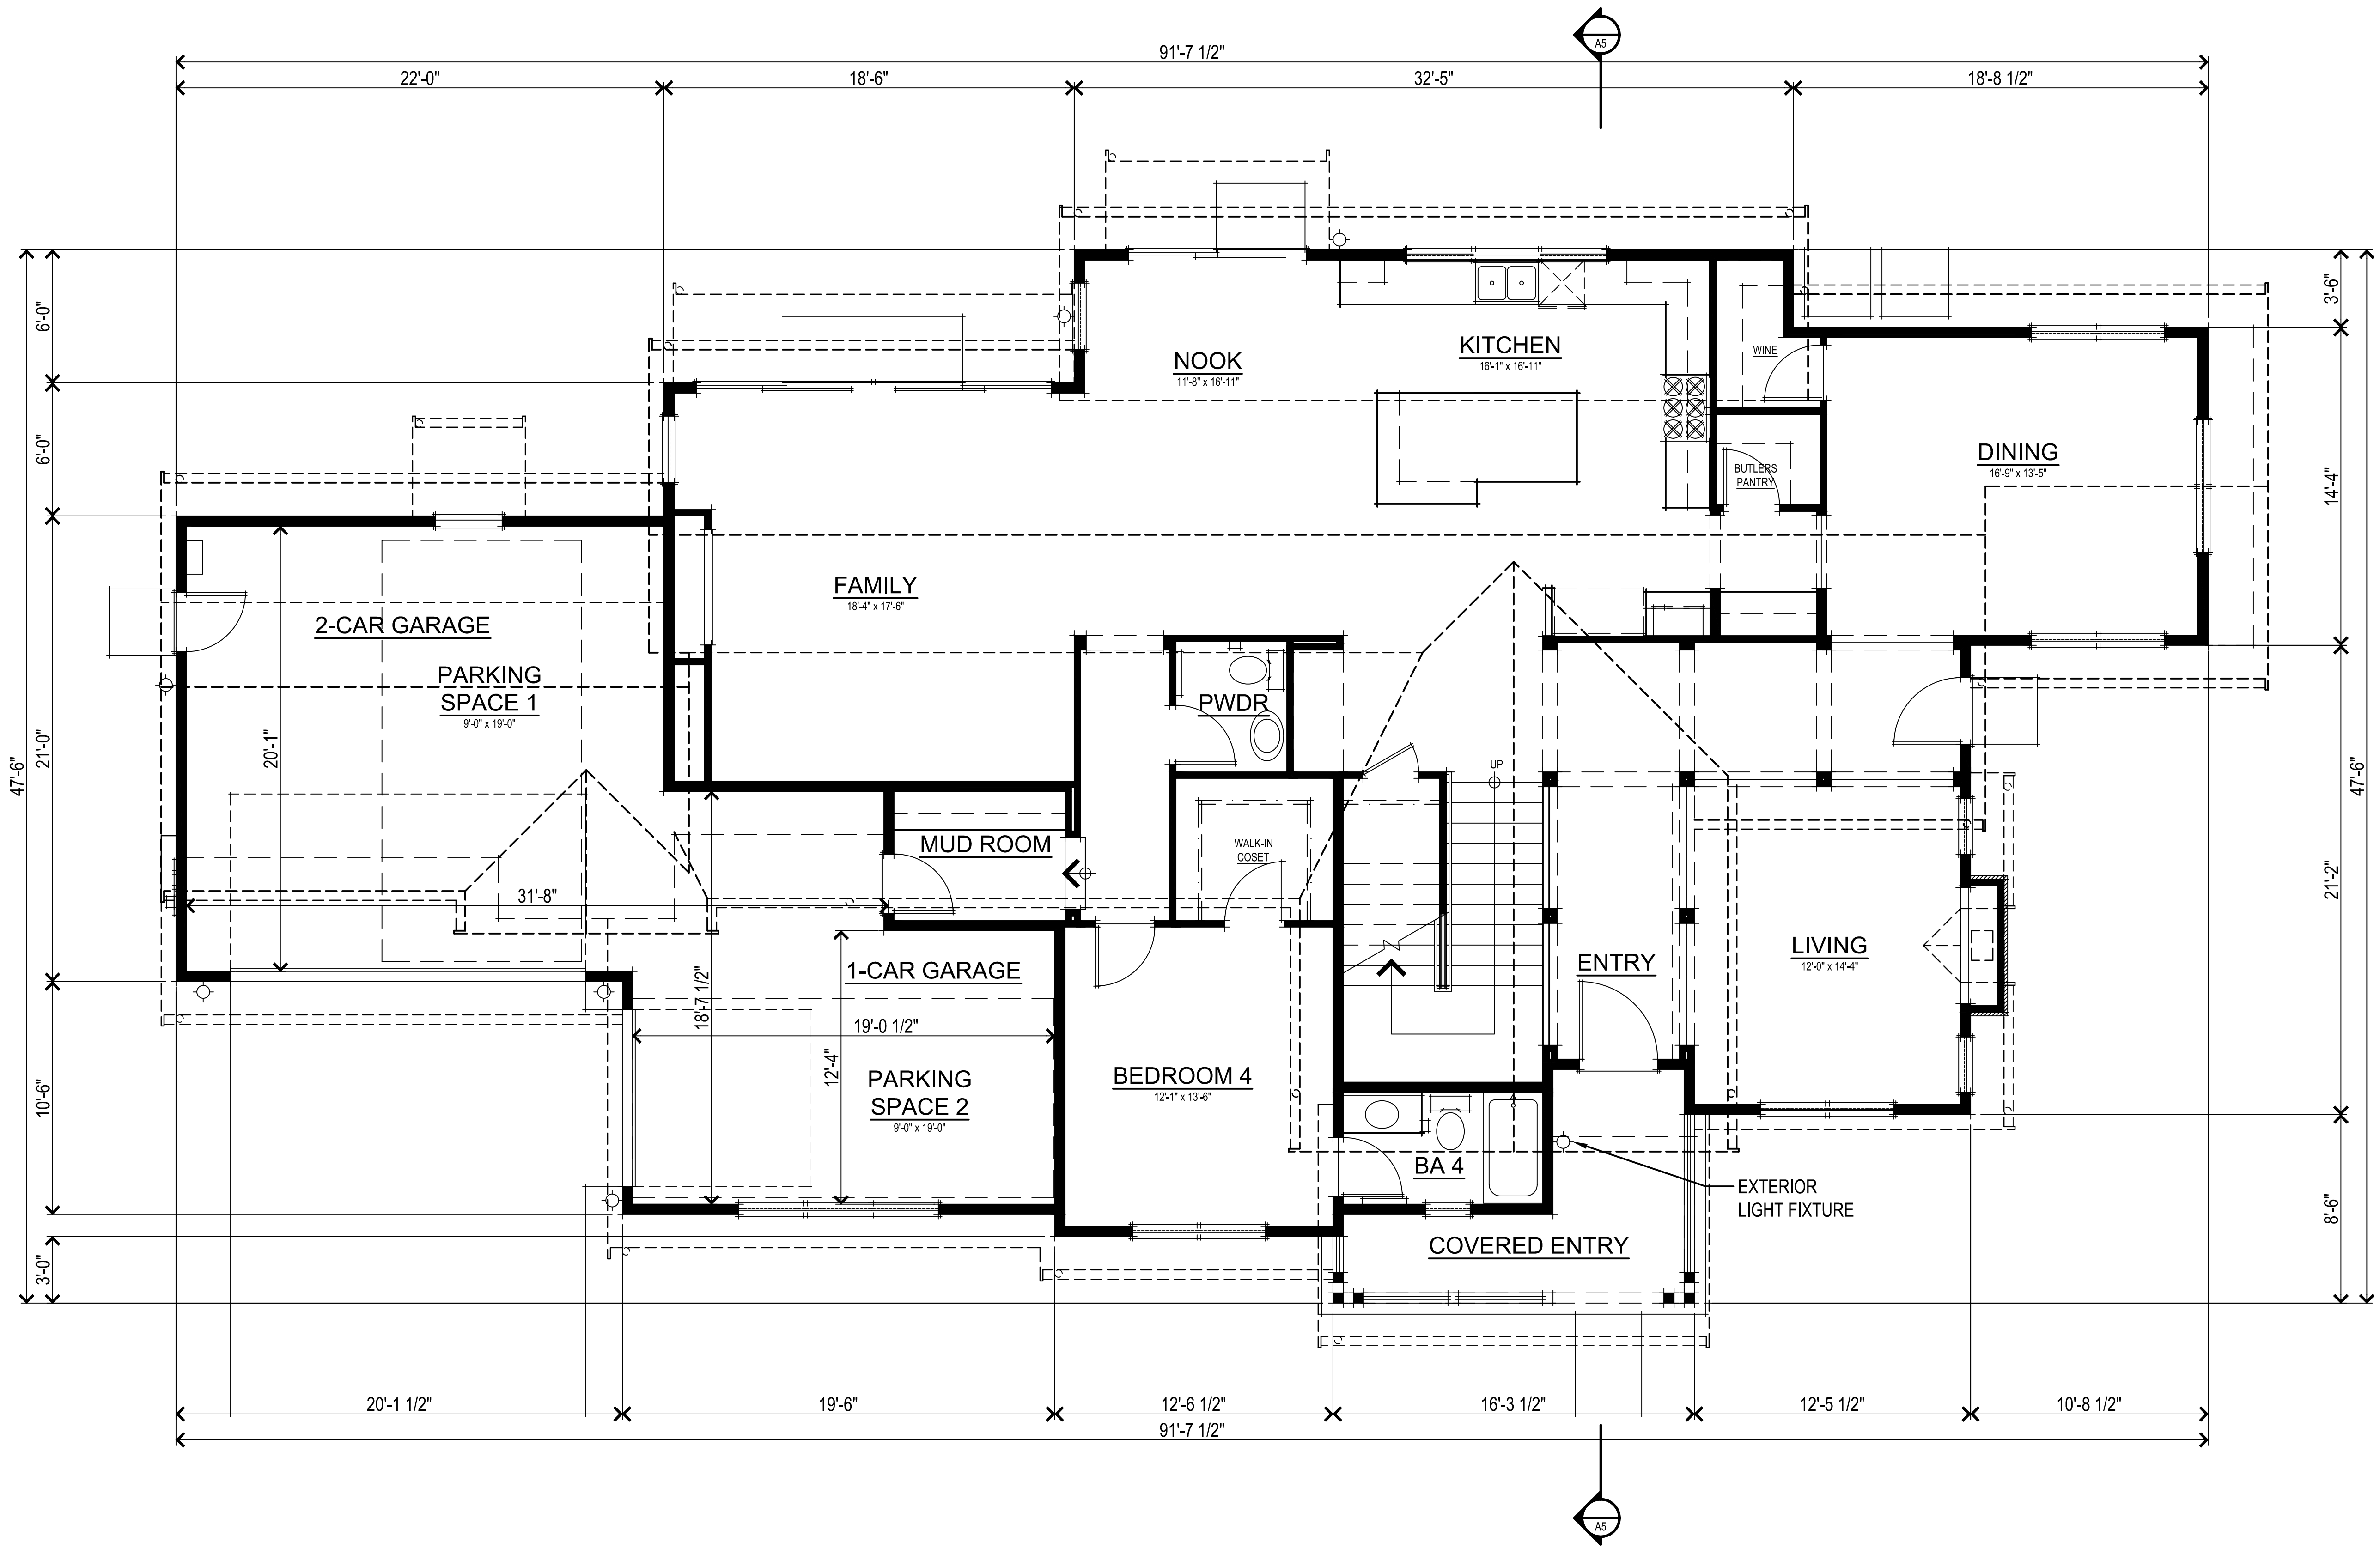 A5
91'-7 1/2"
22'-0"
18'-6"
32'-5"
18'-8 1/2"
6'-0"
6'-0"
21'-0"
47'-6"
10'-6"
3'-0"
3'-6"
14'-4"
47'-6"
21'-2"
8'-6"
NOOK
11'-8" x 16'-11"
KITCHEN
16'-1" x 16'-11"
WINE
BUTLERS
PANTRY
DINING
16'-9" x 13'-5"
FAMILY
18'-4" x 17'-6"
2-CAR GARAGE
PARKING
SPACE 1
9'-0" x 19'-0"
20'-1"
31'-8"
PWDR
UP
MUD ROOM
WALK-IN
COSET
ENTRY
LIVING
12'-0" x 14'-4"
1-CAR GARAGE
18'-7 1/2"
19'-0 1/2"
12'-4"
PARKING
SPACE 2
9'-0" x 19'-0"
BEDROOM 4
12'-1" x 13'-6"
BA 4
EXTERIOR
LIGHT FIXTURE
COVERED ENTRY
20'-1 1/2"
19'-6"
12'-6 1/2"
16'-3 1/2"
12'-5 1/2"
10'-8 1/2"
91'-7 1/2"
A5